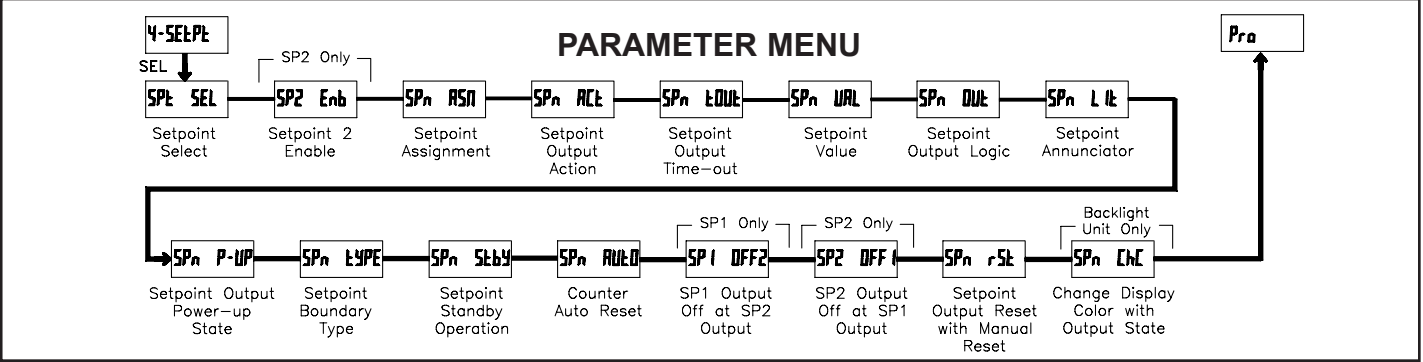 PARAMETER MENU
4-SEtPt
Pro
SEL
SP2 Only
SPt SEL
SP2 Enb
SPn ASN
SPn ACt
SPn tOUt
SPn VAL
SPn OUt
SPn LIt
Setpoint
Select
Setpoint 2
Enable
Setpoint
Assignment
Setpoint
Output
Action
Setpoint
Output
Time-out
Setpoint
Value
Setpoint
Output Logic
Setpoint
Annunciator
SP1 Only
SP2 Only
Backlight
Unit Only
SPn P-UP
SPn tYPE
SPn Stby
SPn AUtO
SP1 OFF2
SP2 OFF1
SPn rSt
SPn ChC
Setpoint Output
Power-up
State
Setpoint
Boundary
Type
Setpoint
Standby
Operation
Counter
Auto Reset
SP1 Output
Off at SP2
Output
SP2 Output
Off at SP1
Output
Setpoint
Output Reset
with Manual
Reset
Change Display
Color with
Output State